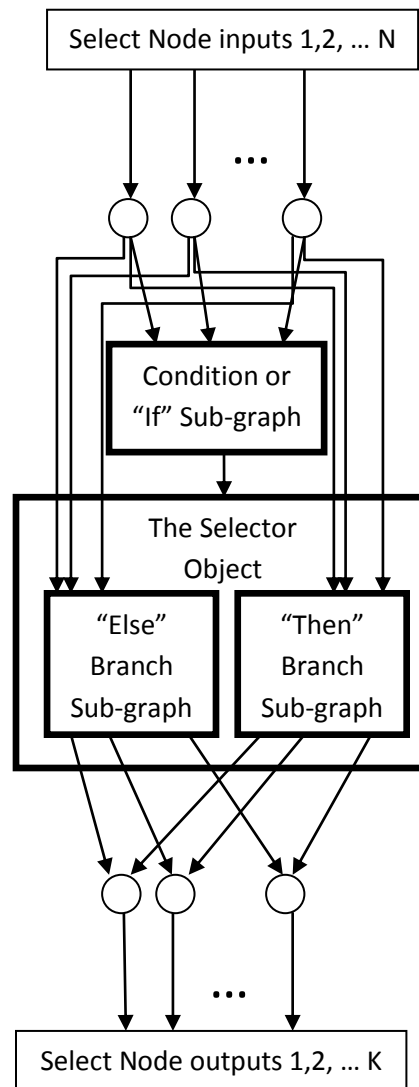 Select Node inputs 1,2, … N
…
Condition or
“If” Sub-graph
The Selector
Object
“Else”
Branch
Sub-graph
“Then”
Branch
Sub-graph
…
Select Node outputs 1,2, … K